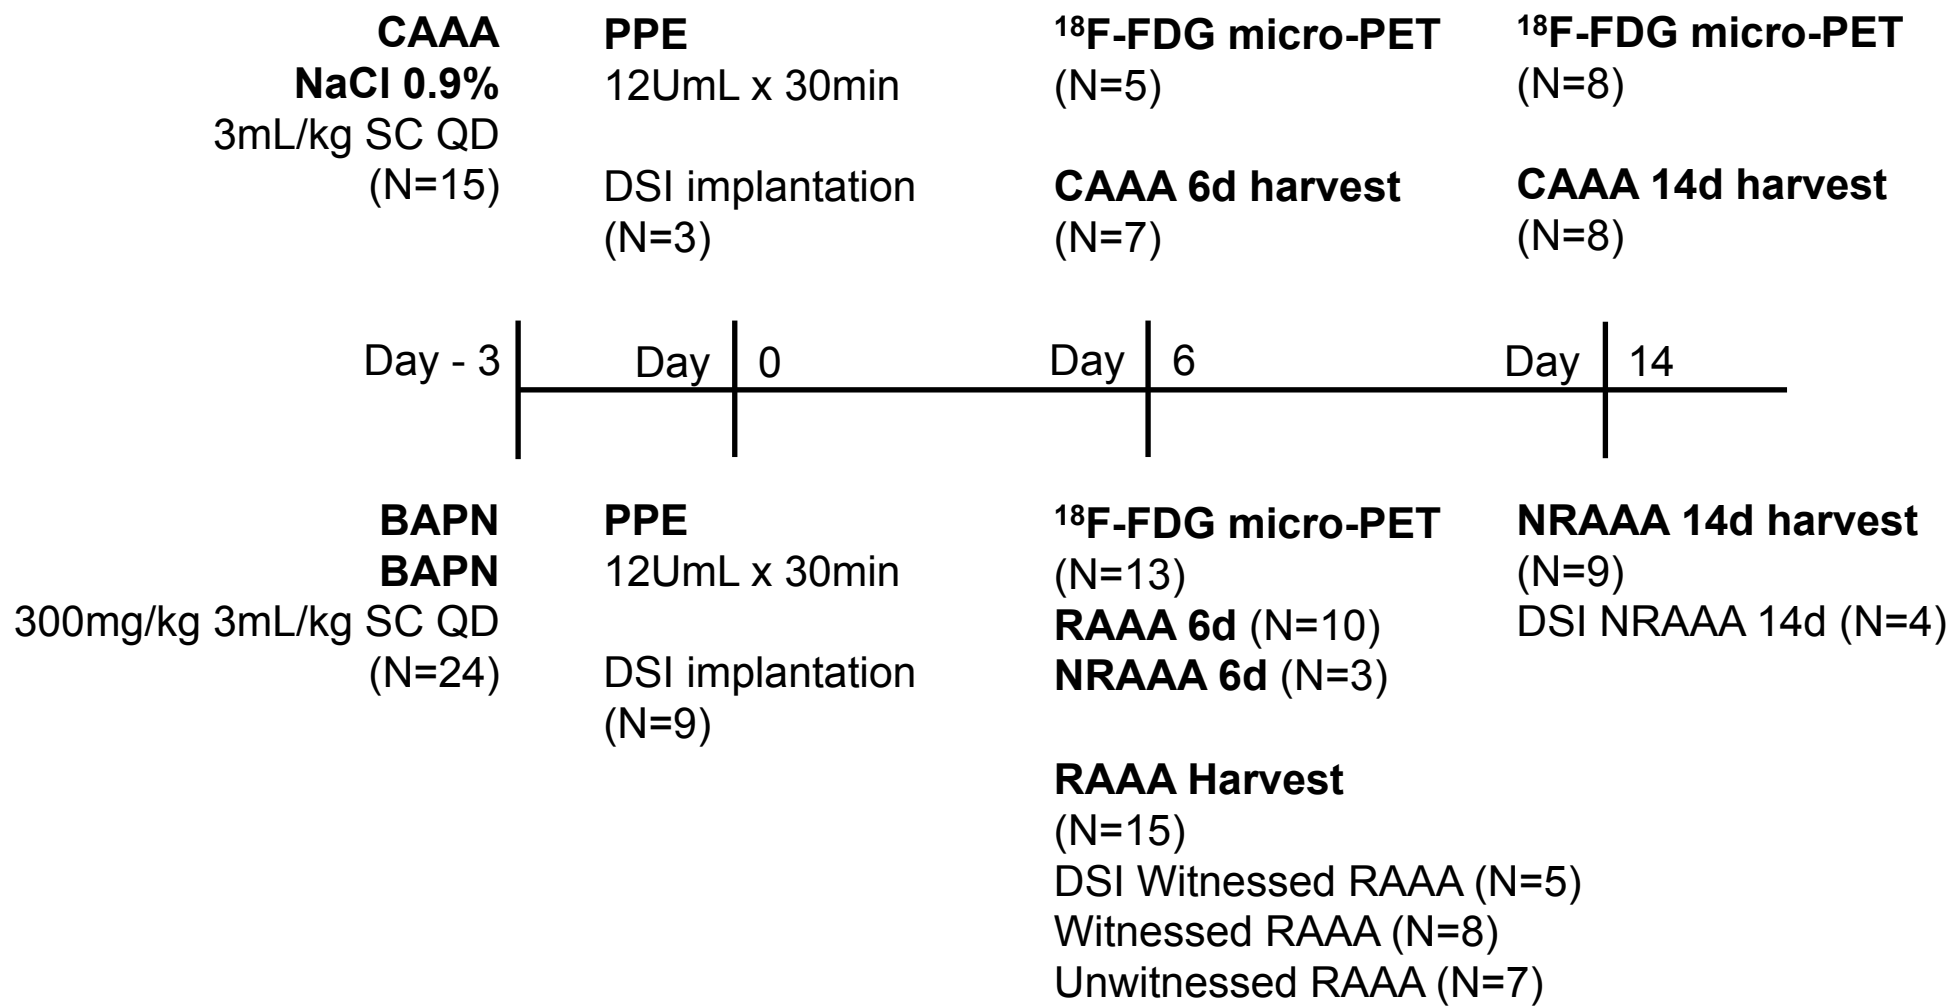 CAAA
NaCl 0.9%
3mL/kg SC QD
(N=15)
PPE
12UmL x 30min
DSI implantation
(N=3)
18F-FDG micro-PET
(N=5)
CAAA 6d harvest
(N=7)
18F-FDG micro-PET
(N=8)
CAAA 14d harvest
(N=8)
Day - 3
Day 0
Day 6
Day 14
BAPN
BAPN
300mg/kg 3mL/kg SC QD
(N=24)
PPE
12UmL x 30min
DSI implantation
(N=9)
18F-FDG micro-PET
(N=13)
RAAA 6d (N=10)
NRAAA 6d (N=3)
RAAA Harvest
(N=15)
DSI Witnessed RAAA (N=5)
Witnessed RAAA (N=8)
Unwitnessed RAAA (N=7)
NRAAA 14d harvest
(N=9)
DSI NRAAA 14d (N=4)